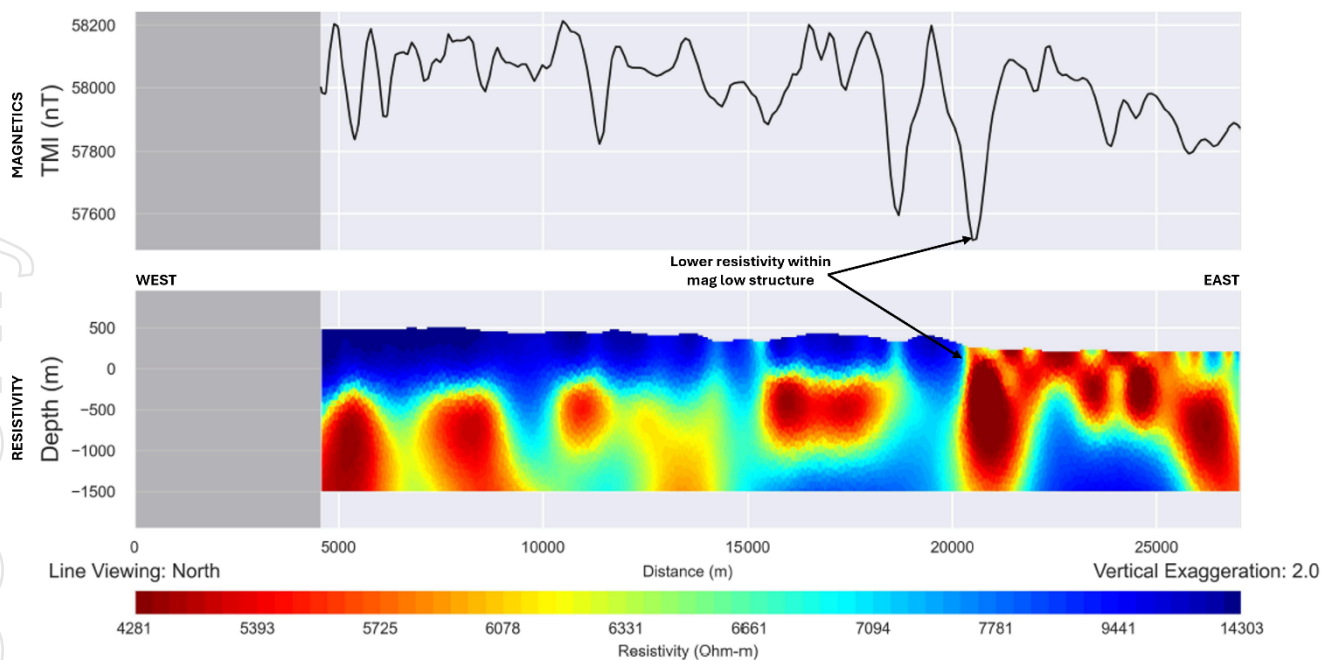 MAGNETICS
TMI (nT)
58200
58000
57800
57600
Lower resistivity within
mag low structure
WEST
EAST
RESISTIVITY
Depth (m)
500
0
−500
−1000
−1500
0 5000 10000 15000 20000 25000
Line Viewing: North
Distance (m)
Vertical Exaggeration: 2.0
4281 5393 5725 6078 6331 6661 7094 7781 9441 14303
Resistivity (Ohm-m)